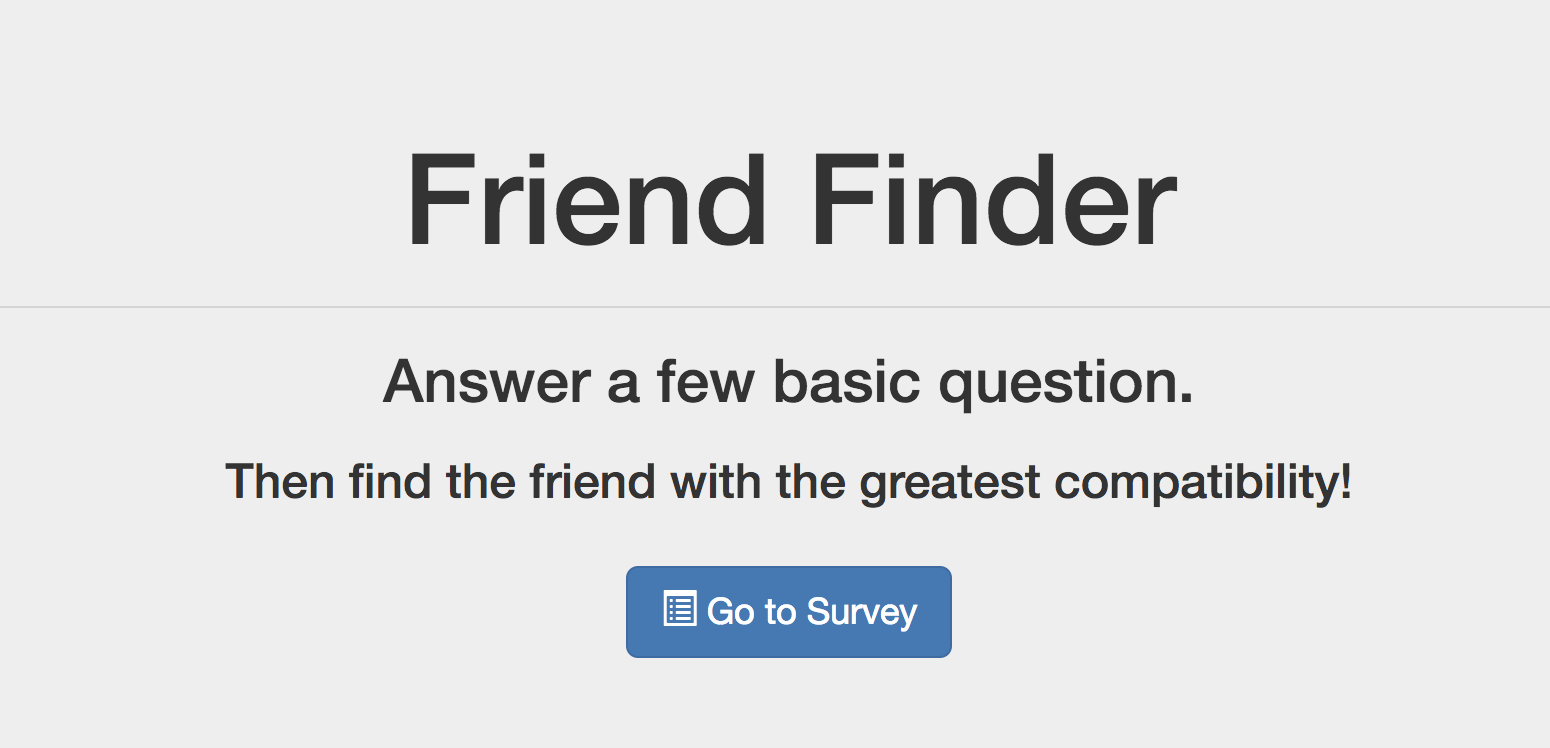 Friend Finder
Answer a few basic question.
Then find the friend with the greatest compatibility!
Go to Survey